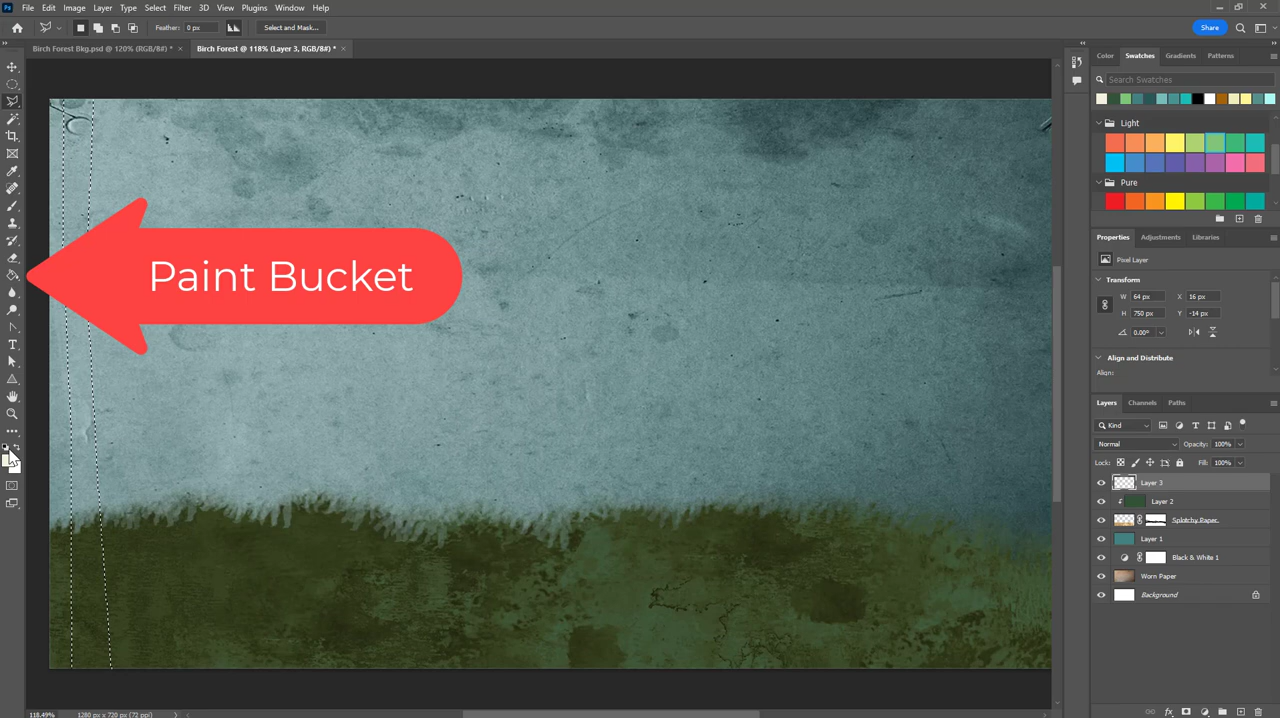 Ps File Edit Image Layer Type Select Filter 3D View Plugins Window Help
Feather: 0 px Select and Mask... Share
Birch Forest Bkg.psd @ 120% (RGB/8#) * × Birch Forest @ 118% (Layer 3, RGB/8#) * ×
Color Swatches Gradients Patterns
Search Swatches
Light
Pure
Properties Adjustments Libraries
Pixel Layer
Transform
W 64 px X 16 px
H 750 px Y -14 px
0.00°
Align and Distribute
Align:
Paint Bucket
Layers Channels Paths
Kind
Normal Opacity: 100%
Lock: Fill: 100%
Layer 3
Layer 2
Splotchy Paper
Layer 1
Black & White 1
Worn Paper
Background
118.49% 1280 px x 720 px (72 ppi)